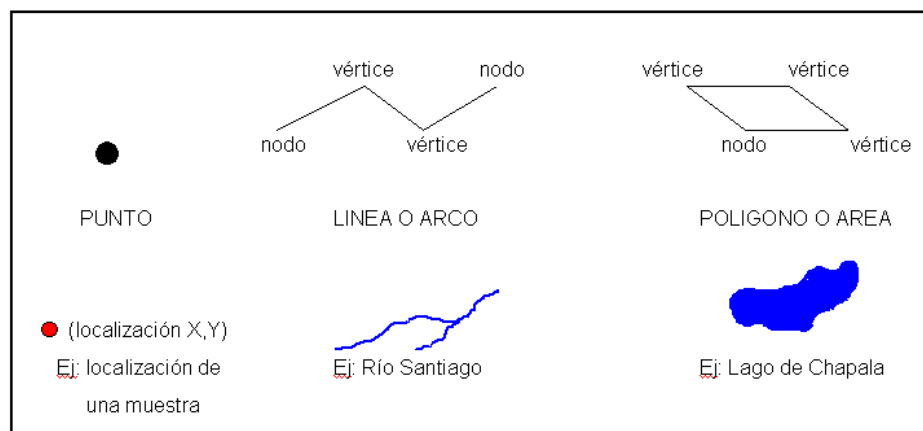 vértice
nodo
nodo
vértice
vértice
vértice
nodo
vértice
PUNTO
LINEA O ARCO
POLIGONO O AREA
(localización X,Y)
Ej: localización de
una muestra
Ej: Río Santiago
Ej: Lago de Chapala